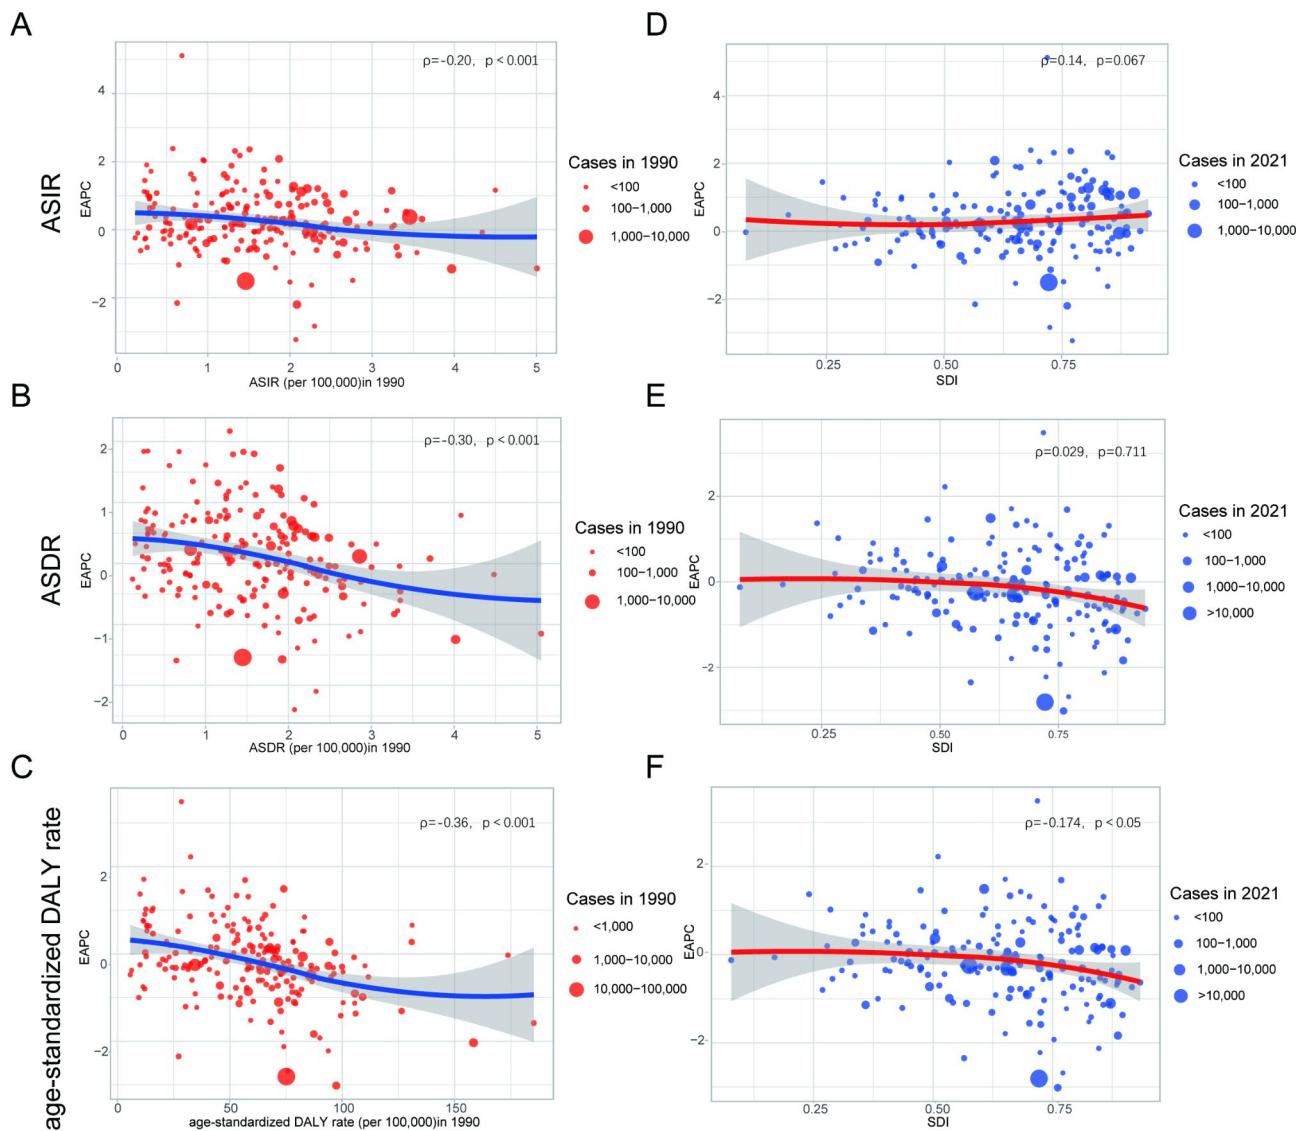 A
ASIR
EAPC
4
2
0
−2
ρ=−0.20, p < 0.001
0 1 2 3 4 5
ASIR (per 100,000)in 1990
Cases in 1990
<100
100−1,000
1,000−10,000
D
EAPC
4
2
0
−2
ρ=0.14, p=0.067
0.25 0.50 0.75
SDI
Cases in 2021
<100
100−1,000
1,000−10,000
B
ASDR
EAPC
2
1
0
−1
−2
ρ=−0.30, p < 0.001
0 1 2 3 4 5
ASDR (per 100,000)in 1990
Cases in 1990
<100
100−1,000
1,000−10,000
E
EAPC
2
0
−2
ρ=0.029, p=0.711
0.25 0.50 0.75
SDI
Cases in 2021
<100
100−1,000
1,000−10,000
>10,000
C
age-standardized DALY rate
EAPC
2
0
−2
ρ=−0.36, p < 0.001
0 50 100 150
age-standardized DALY rate (per 100,000)in 1990
Cases in 1990
<1,000
1,000−10,000
10,000−100,000
F
EAPC
2
0
−2
ρ=−0.174, p < 0.05
0.25 0.50 0.75
SDI
Cases in 2021
<100
100−1,000
1,000−10,000
>10,000